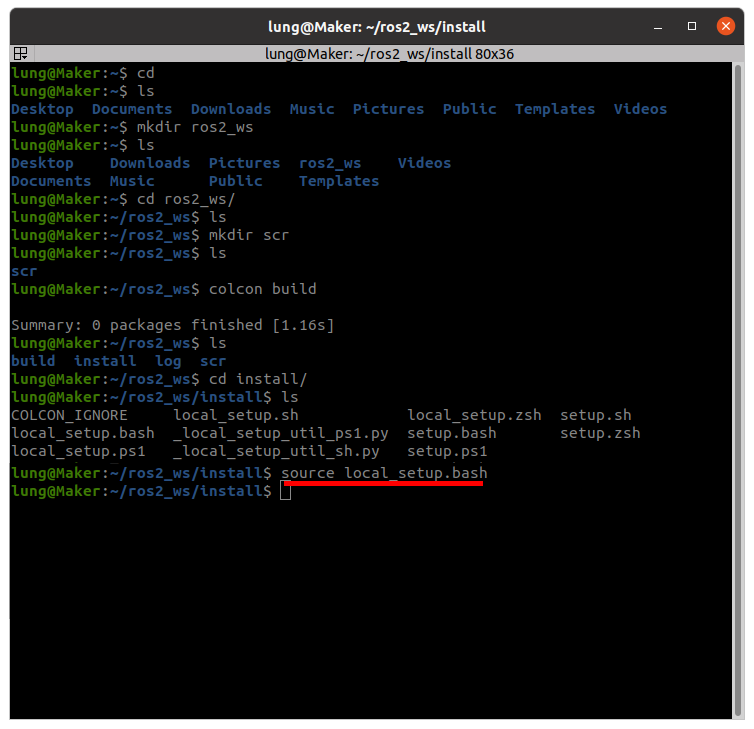 lung@Maker: ~/ros2_ws/install
lung@Maker: ~/ros2_ws/install 80x36
lung@Maker:~$ cd
lung@Maker:~$ ls
Desktop  Documents  Downloads  Music  Pictures  Public  Templates  Videos
lung@Maker:~$ mkdir ros2_ws
lung@Maker:~$ ls
Desktop    Downloads  Pictures  ros2_ws    Videos
Documents  Music      Public    Templates
lung@Maker:~$ cd ros2_ws/
lung@Maker:~/ros2_ws$ ls
lung@Maker:~/ros2_ws$ mkdir scr
lung@Maker:~/ros2_ws$ ls
scr
lung@Maker:~/ros2_ws$ colcon build
Summary: 0 packages finished [1.16s]
lung@Maker:~/ros2_ws$ ls
build  install  log  scr
lung@Maker:~/ros2_ws$ cd install/
lung@Maker:~/ros2_ws/install$ ls
COLCON_IGNORE     local_setup.sh            local_setup.zsh  setup.sh
local_setup.bash  _local_setup_util_ps1.py  setup.bash       setup.zsh
local_setup.ps1   _local_setup_util_sh.py   setup.ps1
lung@Maker:~/ros2_ws/install$ source local_setup.bash
lung@Maker:~/ros2_ws/install$